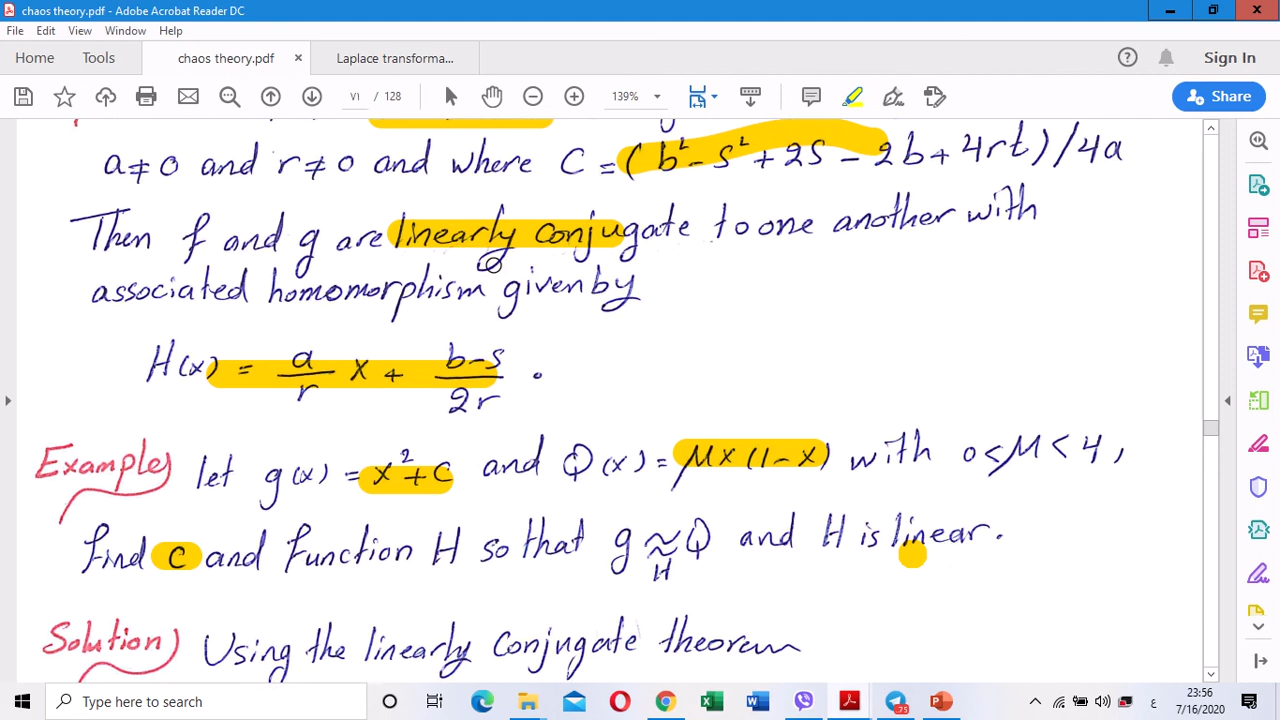 chaos theory.pdf - Adobe Acrobat Reader DC
File Edit View Window Help
Home Tools chaos theory.pdf × Laplace transforma... ? Sign In
٧١ / 128 139% Share
a ≠ 0 and r ≠ 0 and where C = (b² - s² + 2s - 2b + 4rt) / 4a
Then f and g are linearly conjugate to one another with
associated homomorphism given by
H(x) = a/r x + b-s/2r .
Example) let g(x) = x² + c and Q(x) = Mx(1-x) with 0 < M < 4,
find c and function H so that g ≈H Q and H is linear.
Solution) Using the linearly conjugate theorem
Type here to search
.75
ع
23:56
7/16/2020